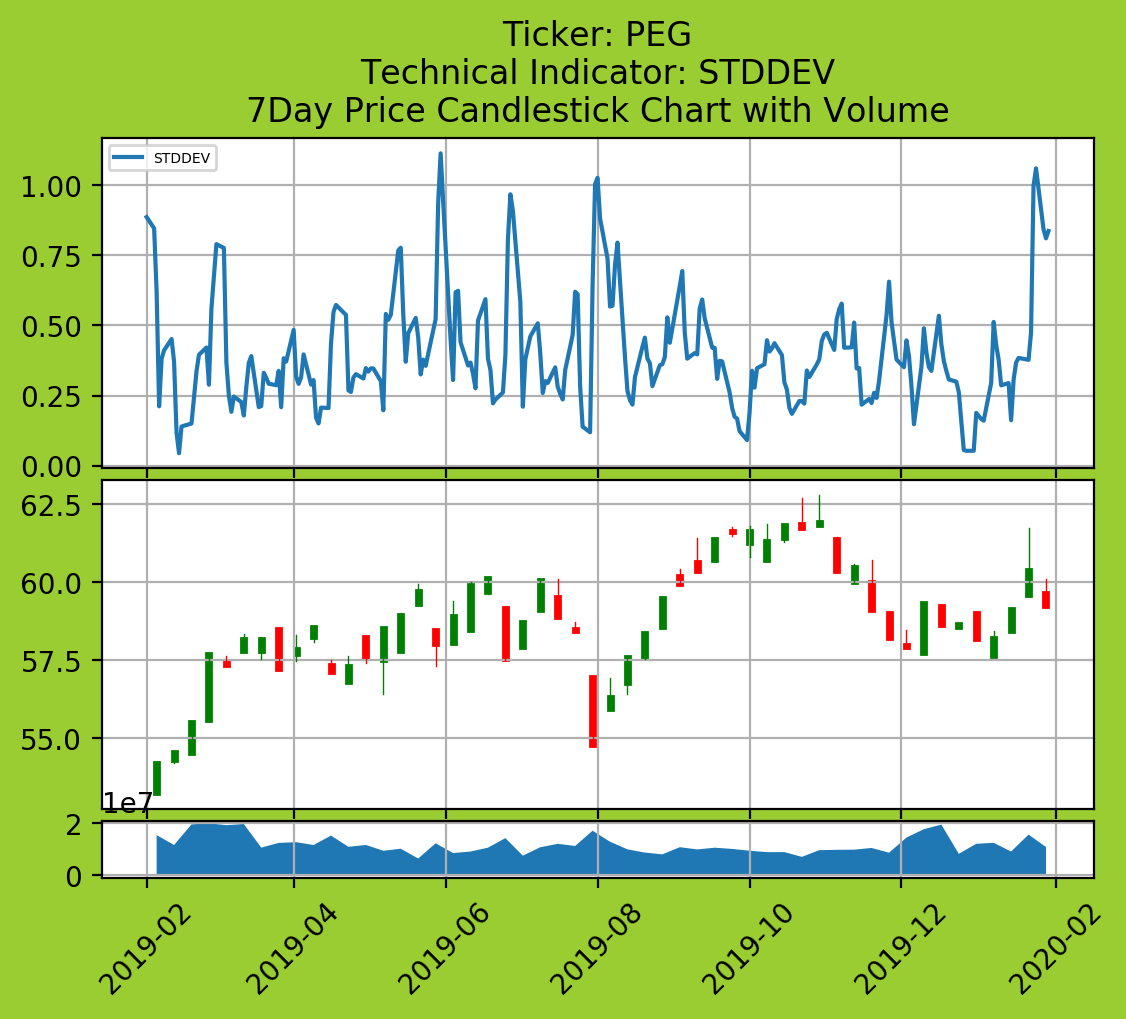 Ticker: PEG
Technical Indicator: STDDEV
7Day Price Candlestick Chart with Volume
STDDEV
1.00
0.75
0.50
0.25
0.00
62.5
60.0
57.5
55.0
1e7
2
0
2019-02 2019-04 2019-06 2019-08 2019-10 2019-12 2020-02